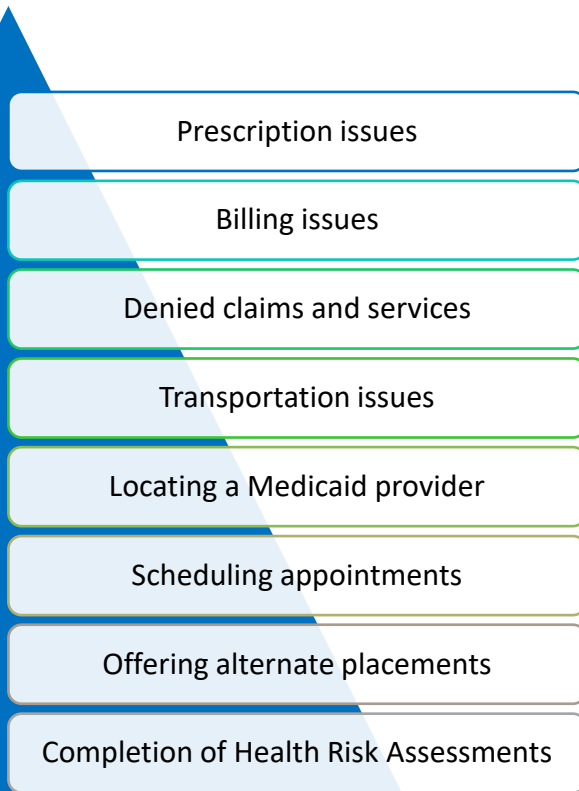 Prescription issues
Billing issues
Denied claims and services
Transportation issues
Locating a Medicaid provider
Scheduling appointments
Offering alternate placements
Completion of Health Risk Assessments